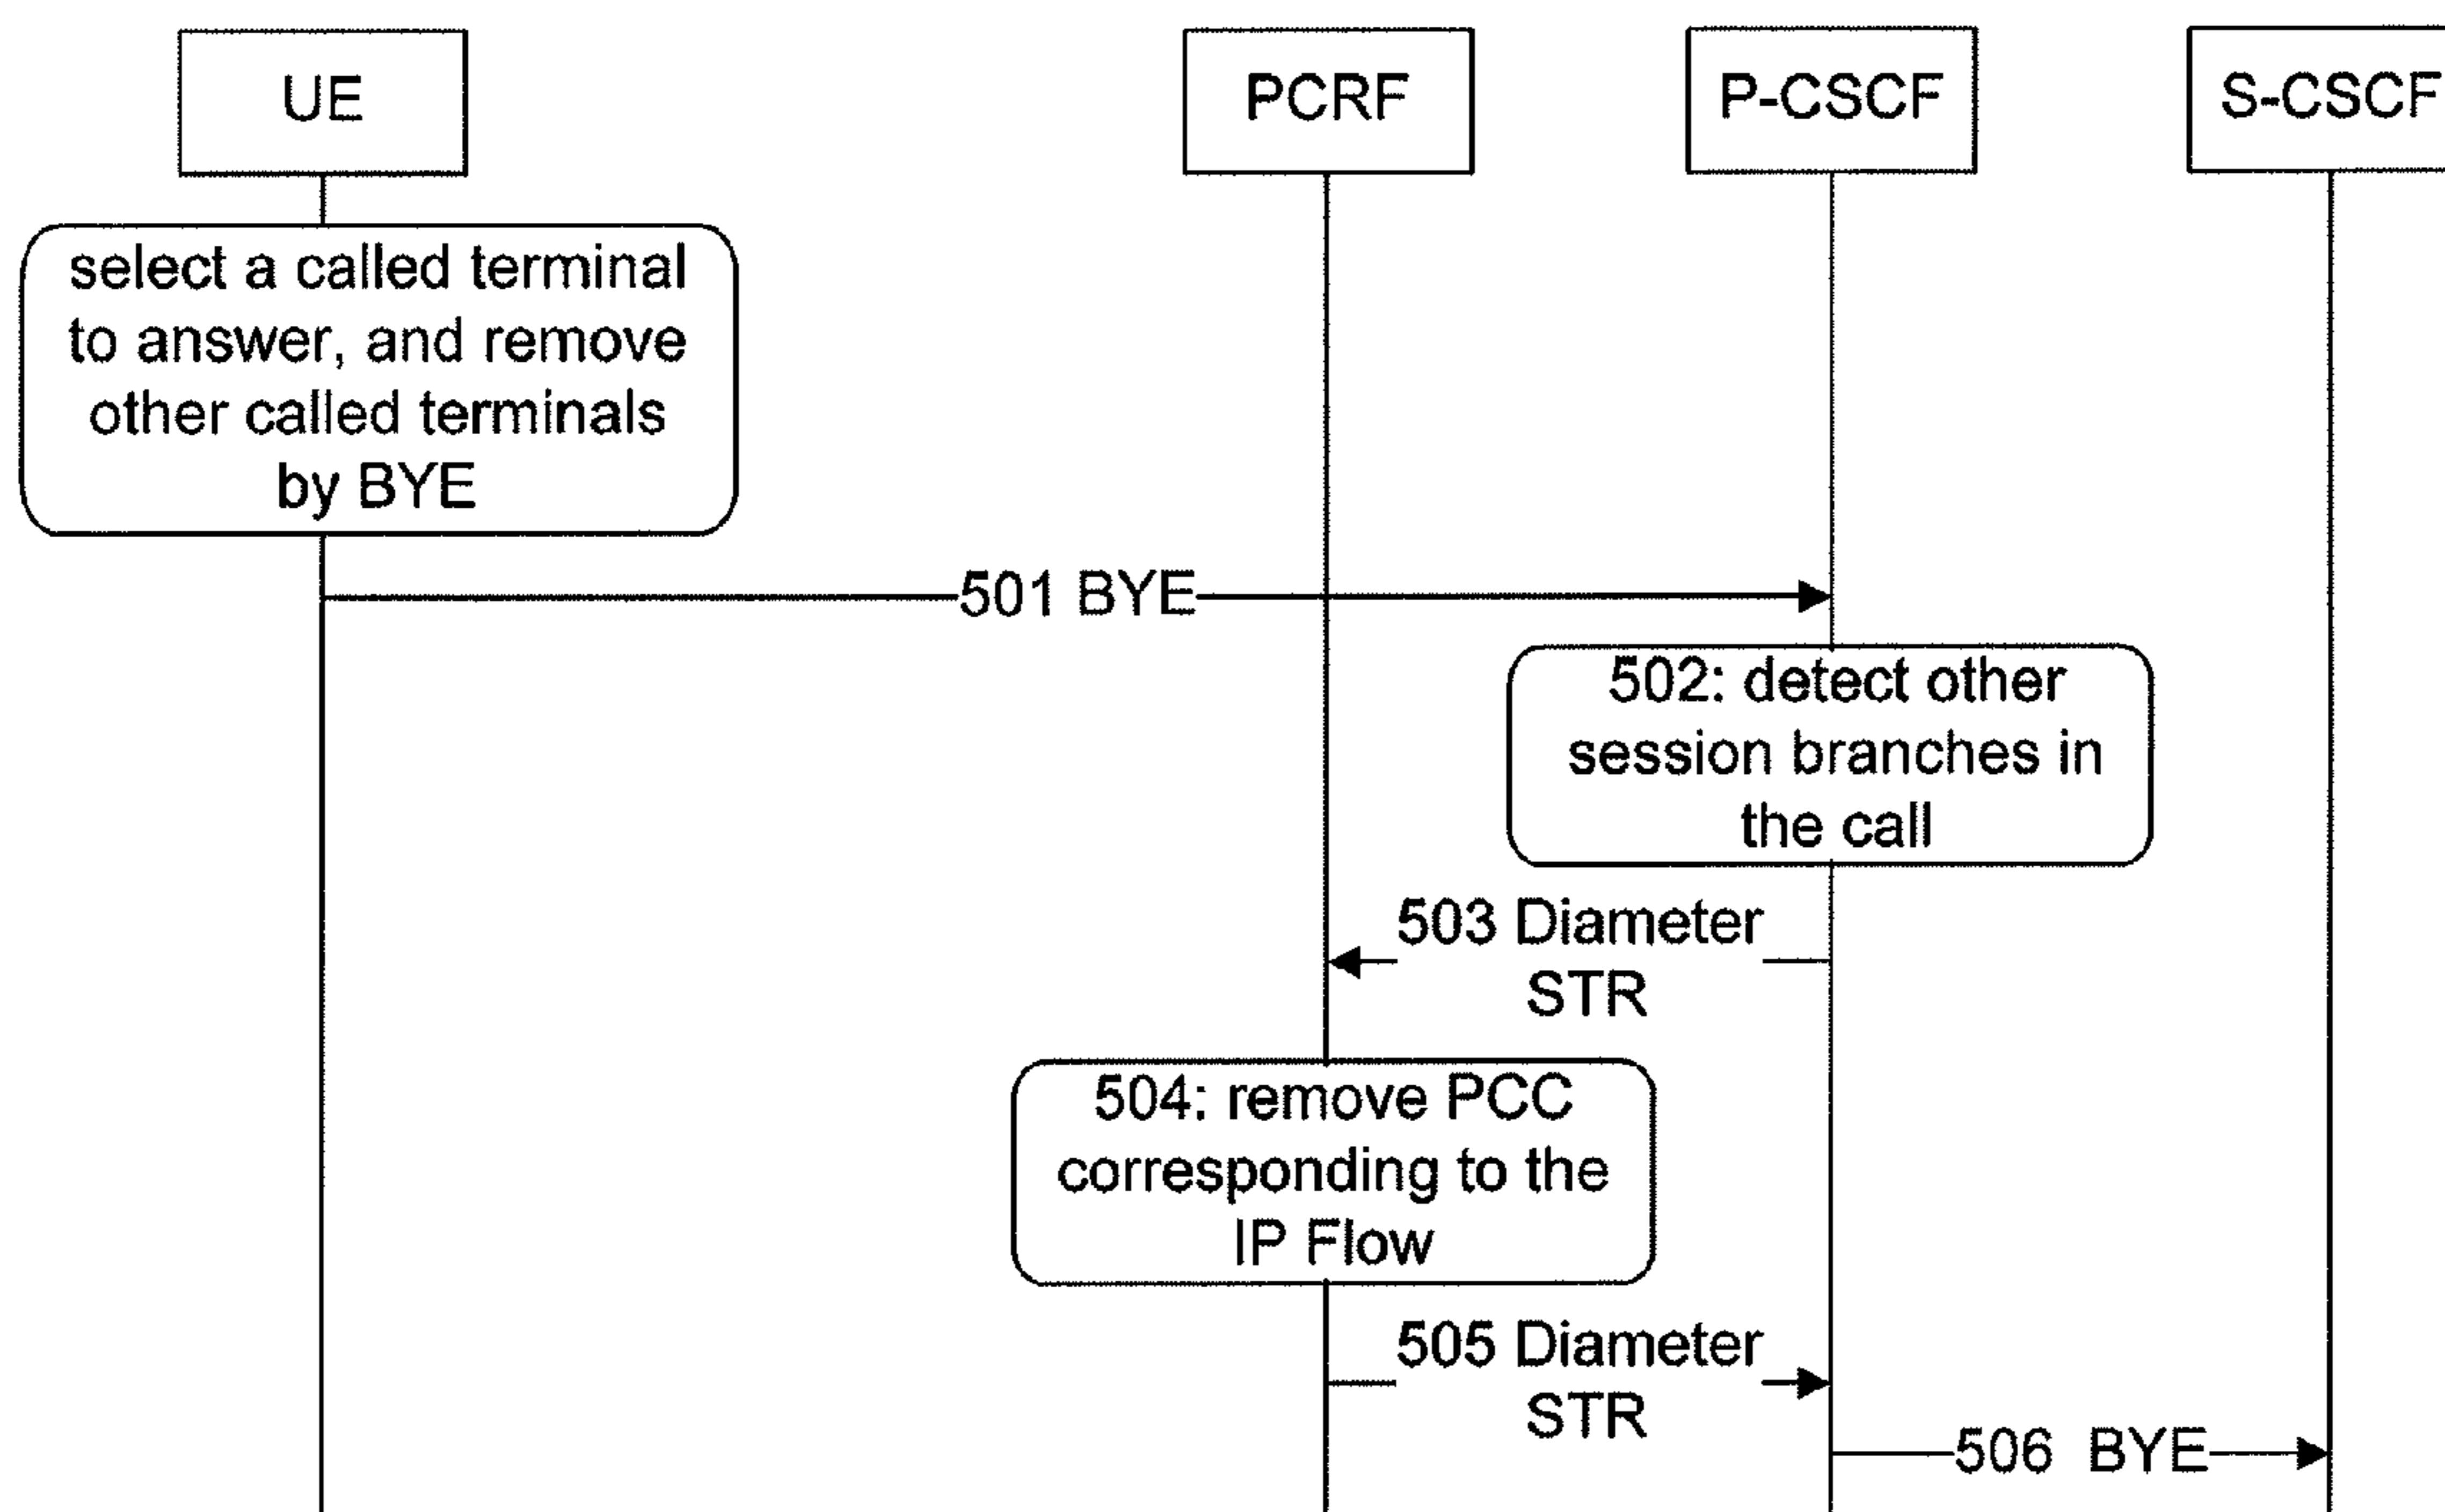 UE
PCRF
P-CSCF
S-CSCF
select a called terminal
to answer, and remove
other called terminals
by BYE
501 BYE
502: detect other
session branches in
the call
503 Diameter
STR
504: remove PCC
corresponding to the
IP Flow
505 Diameter
STR
506 BYE